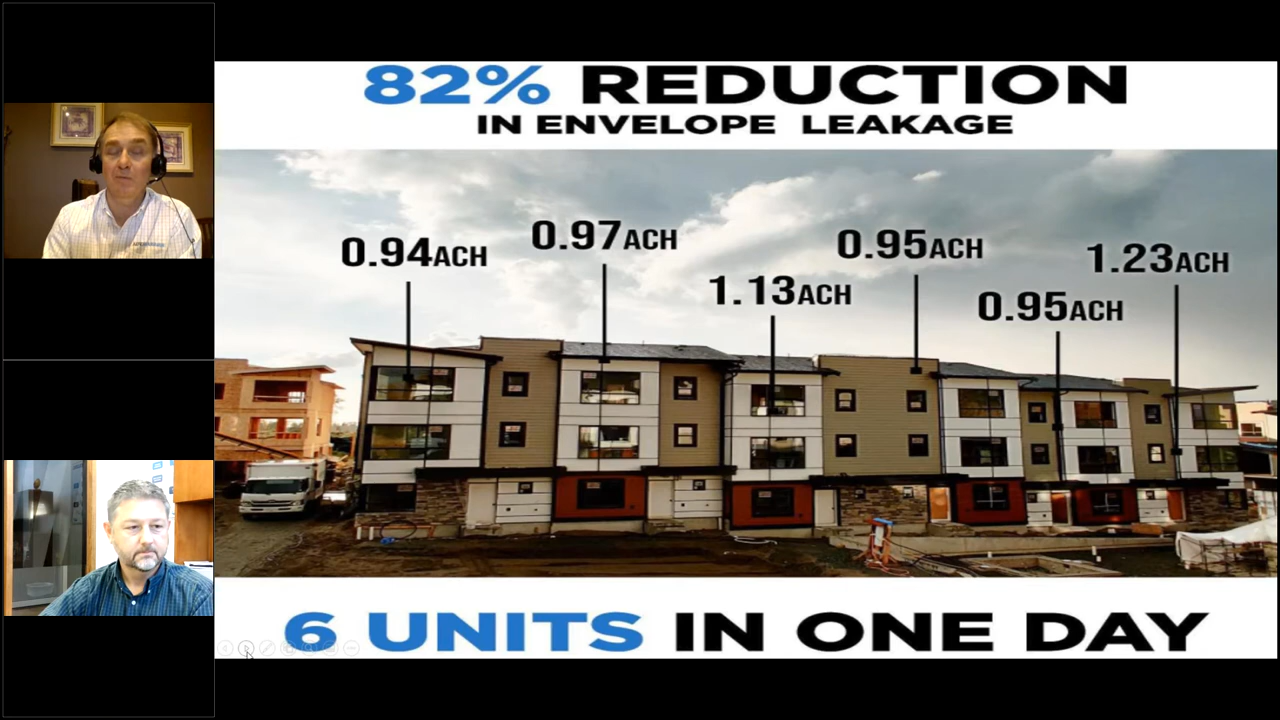 82% REDUCTION
IN ENVELOPE LEAKAGE
0.94ACH
0.97ACH
1.13ACH
0.95ACH
0.95ACH
1.23ACH
6 UNITS IN ONE DAY